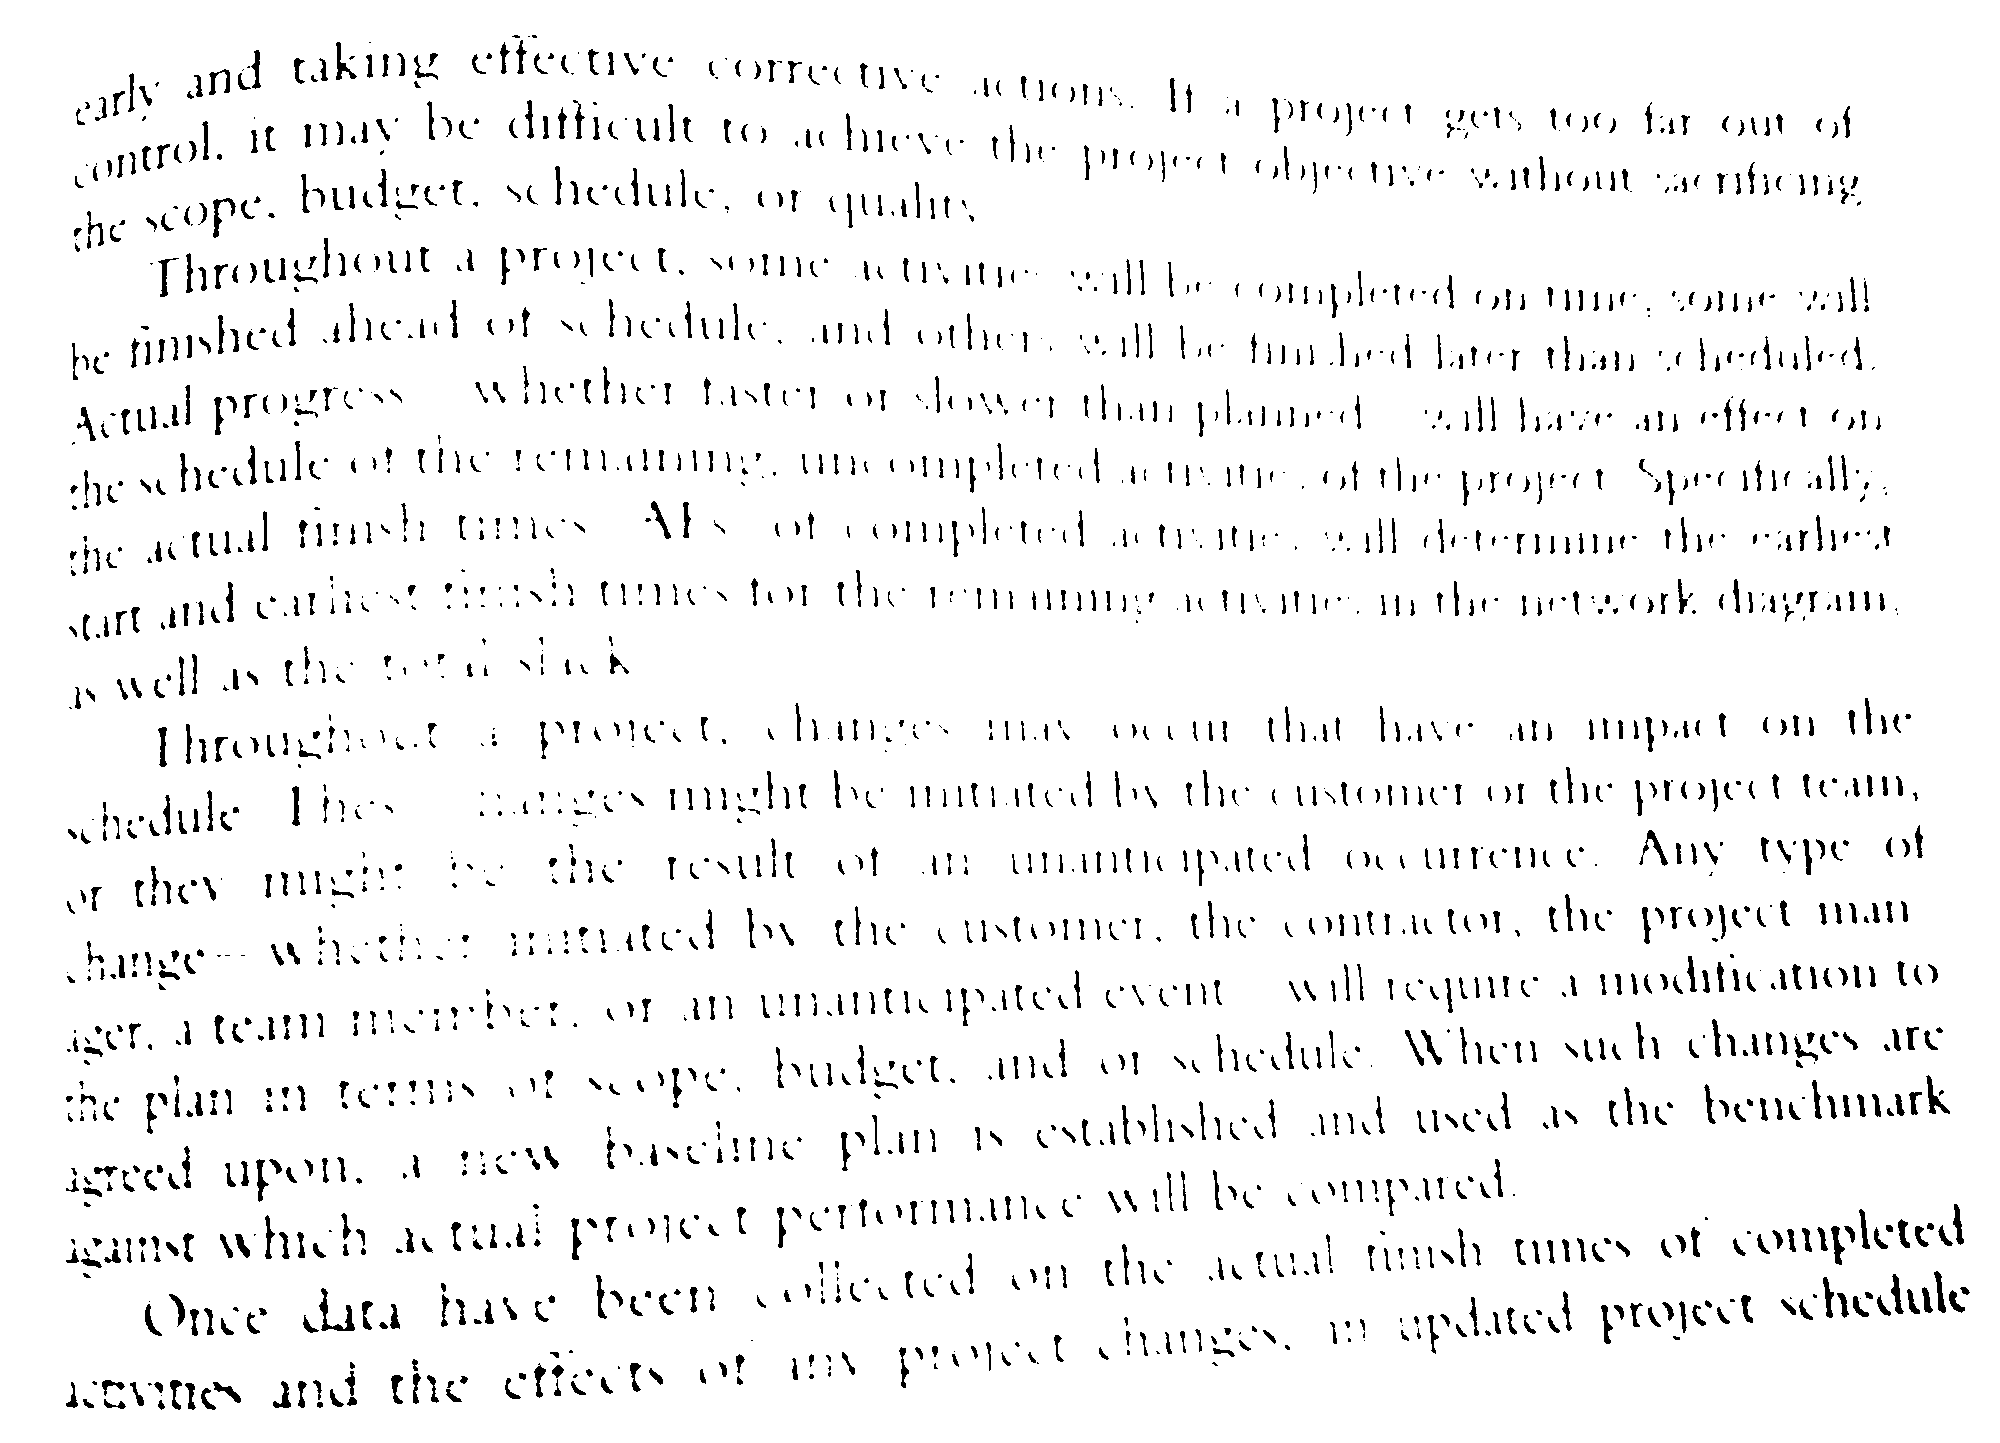 early and taking effective corrective actions. If a project gets too far out of
control, it may be difficult to achieve the project objective without sacrificing
the scope, budget, schedule, or quality.
Throughout a project, some activities will be completed on time, some will
be finished ahead of schedule, and others will be finished later than scheduled.
Actual progress—whether faster or slower than planned—will have an effect on
the schedule of the remaining, uncompleted activities of the project. Specifically,
the actual finish times (AFs) of completed activities will determine the earliest
start and earliest finish times for the remaining activities in the network diagram,
as well as the total slack.
Throughout a project, changes may occur that have an impact on the
schedule. These changes might be initiated by the customer or the project team,
or they might be the result of an unanticipated occurrence. Any type of
change—whether initiated by the customer, the contractor, the project man-
ager, a team member, or an unanticipated event—will require a modification to
the plan in terms of scope, budget, and/or schedule. When such changes are
agreed upon, a new baseline plan is established and used as the benchmark
against which actual project performance will be compared.
Once data have been collected on the actual finish times of completed
activities and the effects of any project changes, an updated project schedule